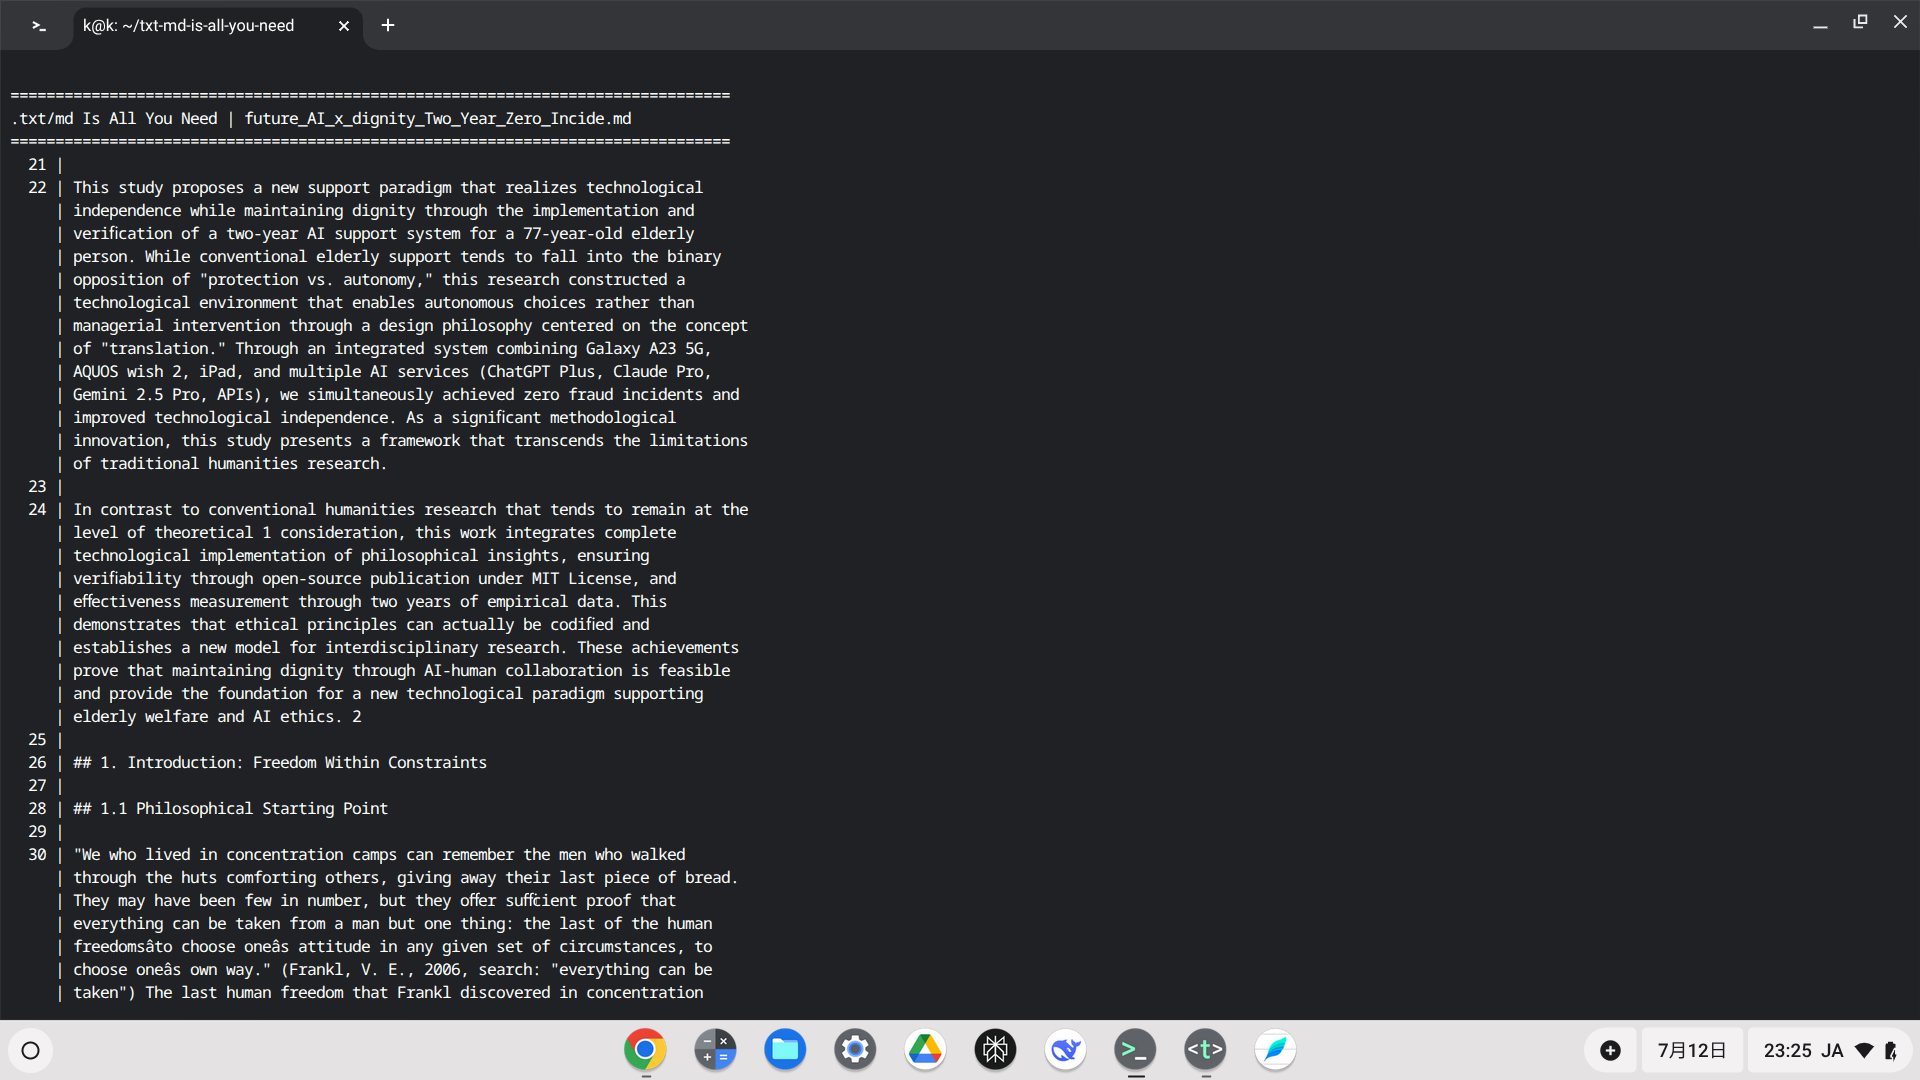 >_ k@k: ~/txt-md-is-all-you-need
================================================================================
.txt/md Is All You Need | future_AI_x_dignity_Two_Year_Zero_Incide.md
================================================================================
21 |
22 | This study proposes a new support paradigm that realizes technological
| independence while maintaining dignity through the implementation and
| verification of a two-year AI support system for a 77-year-old elderly
| person. While conventional elderly support tends to fall into the binary
| opposition of "protection vs. autonomy," this research constructed a
| technological environment that enables autonomous choices rather than
| managerial intervention through a design philosophy centered on the concept
| of "translation." Through an integrated system combining Galaxy A23 5G,
| AQUOS wish 2, iPad, and multiple AI services (ChatGPT Plus, Claude Pro,
| Gemini 2.5 Pro, APIs), we simultaneously achieved zero fraud incidents and
| improved technological independence. As a significant methodological
| innovation, this study presents a framework that transcends the limitations
| of traditional humanities research.
23 |
24 | In contrast to conventional humanities research that tends to remain at the
| level of theoretical 1 consideration, this work integrates complete
| technological implementation of philosophical insights, ensuring
| verifiability through open-source publication under MIT License, and
| effectiveness measurement through two years of empirical data. This
| demonstrates that ethical principles can actually be codified and
| establishes a new model for interdisciplinary research. These achievements
| prove that maintaining dignity through AI-human collaboration is feasible
| and provide the foundation for a new technological paradigm supporting
| elderly welfare and AI ethics. 2
25 |
26 | ## 1. Introduction: Freedom Within Constraints
27 |
28 | ## 1.1 Philosophical Starting Point
29 |
30 | "We who lived in concentration camps can remember the men who walked
| through the huts comforting others, giving away their last piece of bread.
| They may have been few in number, but they offer suffcient proof that
| everything can be taken from a man but one thing: the last of the human
| freedomsâto choose oneâs attitude in any given set of circumstances, to
| choose oneâs own way." (Frankl, V. E., 2006, search: "everything can be
| taken") The last human freedom that Frankl discovered in concentration
>_ <t> 7月12日 23:25 JA